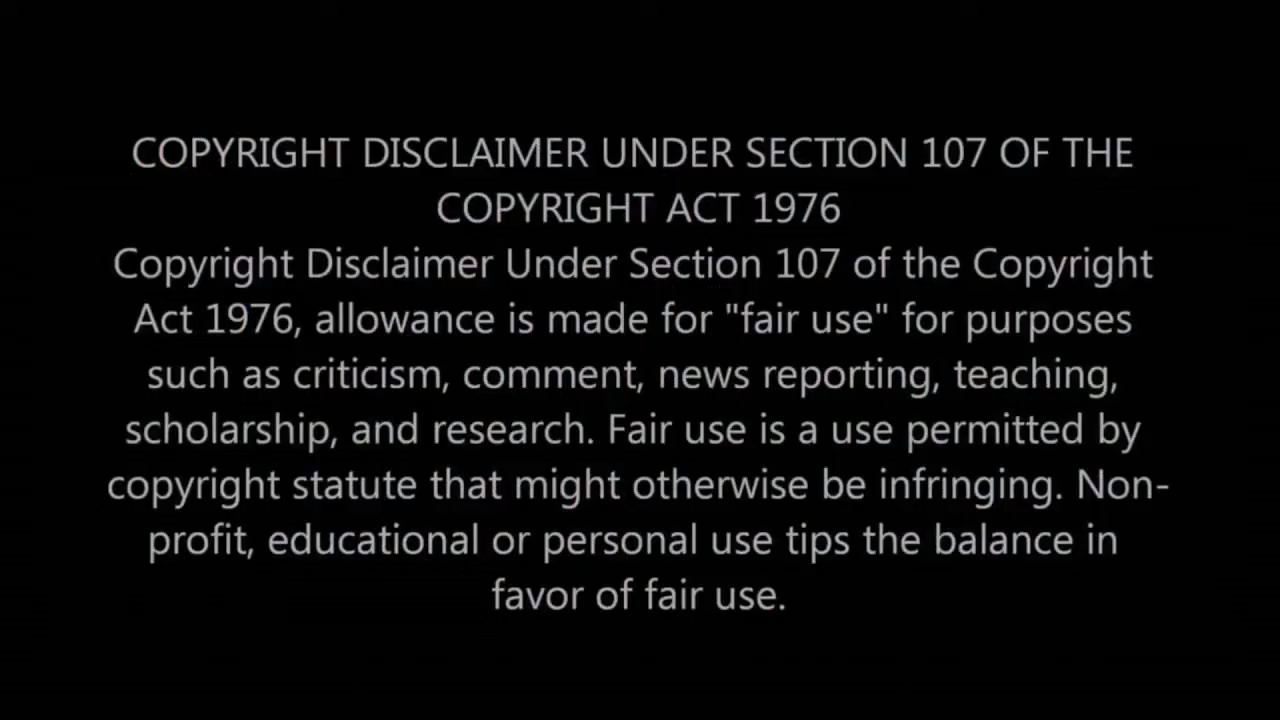 COPYRIGHT DISCLAIMER UNDER SECTION 107 OF THE
COPYRIGHT ACT 1976
Copyright Disclaimer Under Section 107 of the Copyright
Act 1976, allowance is made for "fair use" for purposes
such as criticism, comment, news reporting, teaching,
scholarship, and research. Fair use is a use permitted by
copyright statute that might otherwise be infringing. Non-
profit, educational or personal use tips the balance in
favor of fair use.